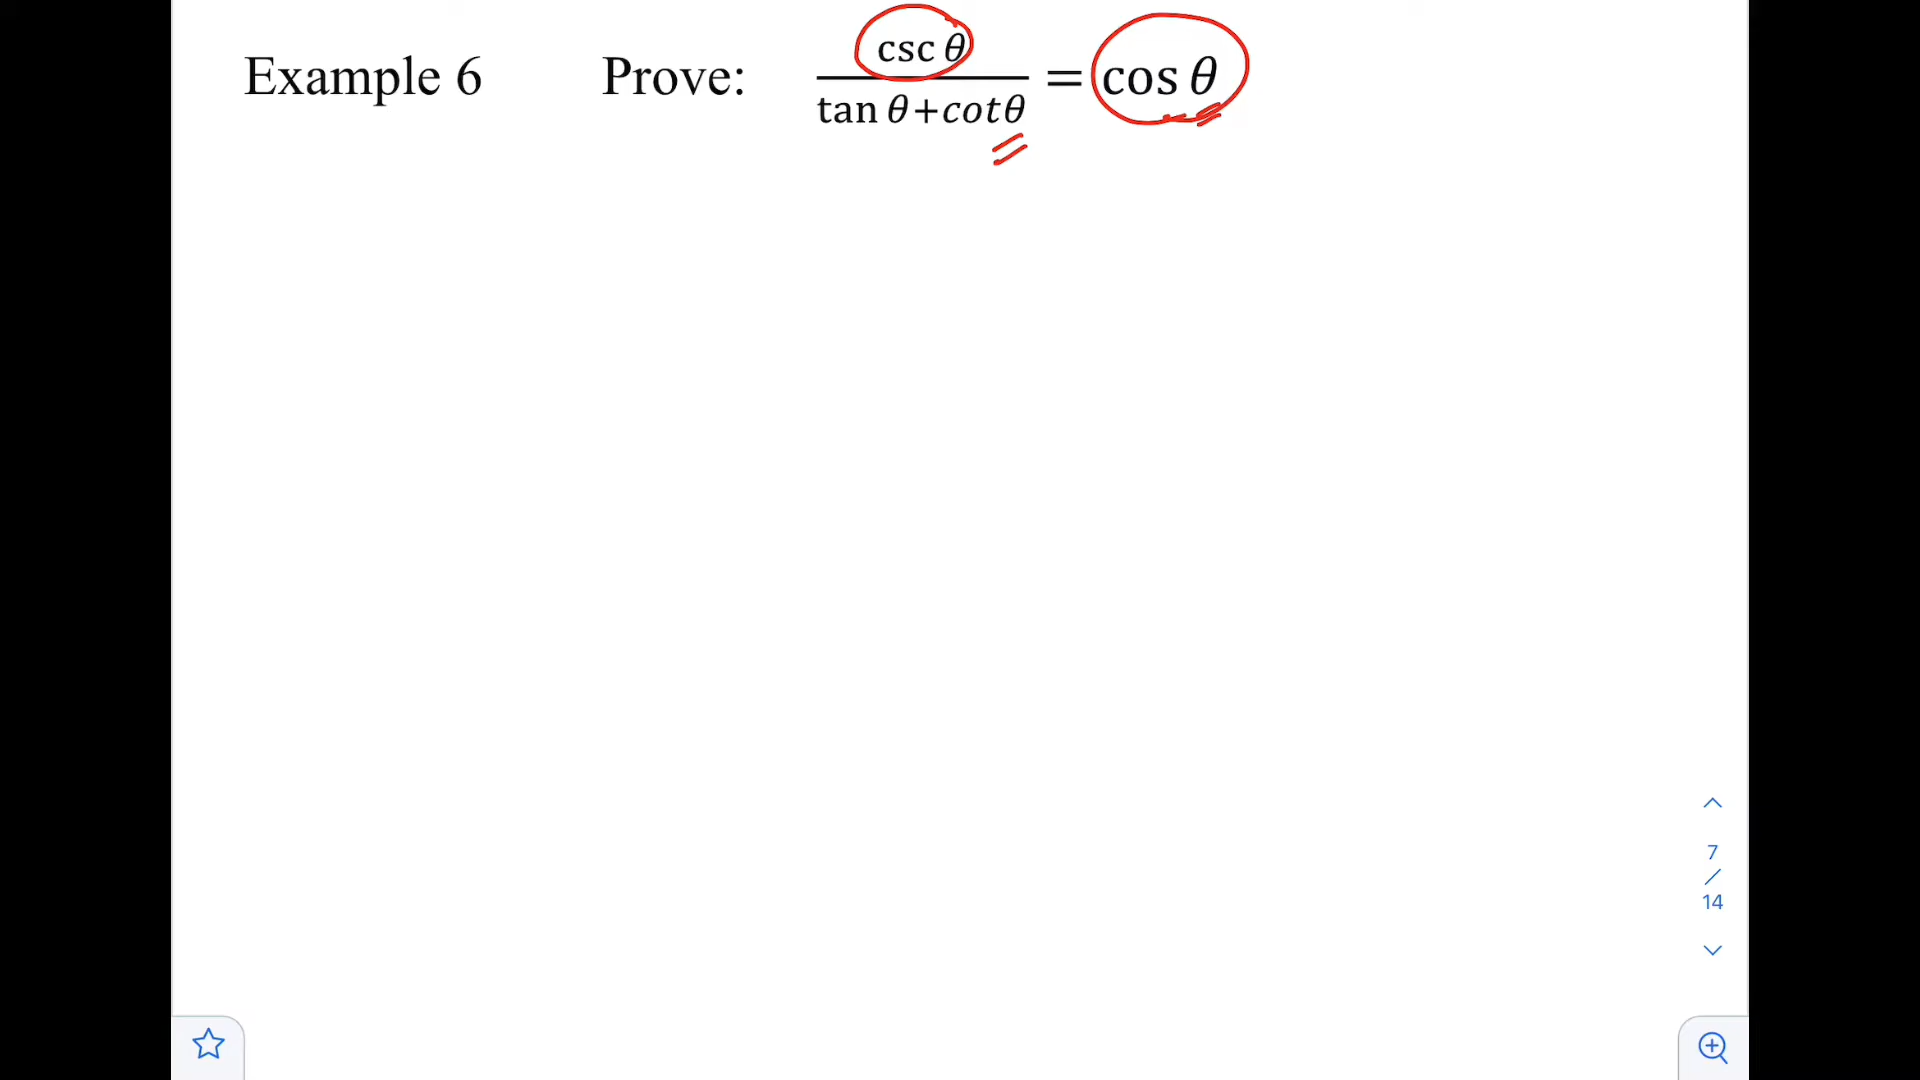 Example 6 Prove: csc θ / tan θ+cotθ = cos θ
7
/
14